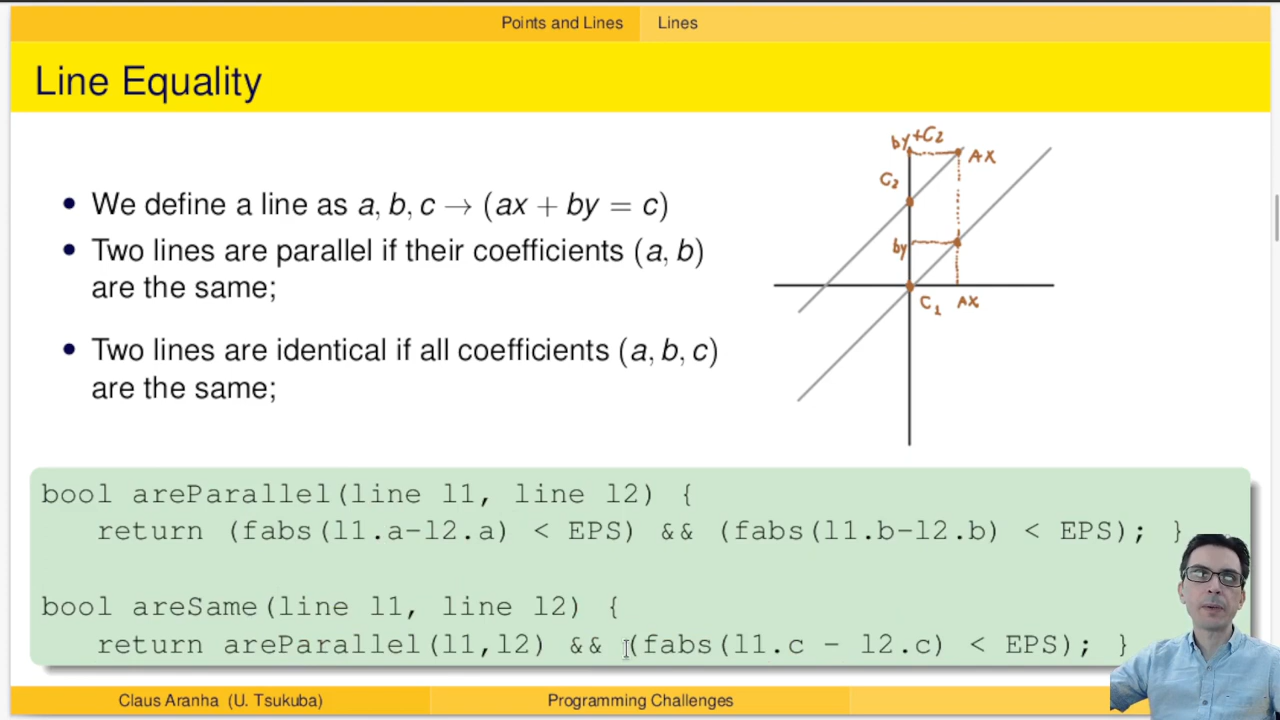 Points and Lines Lines
Line Equality
• We define a line as a, b, c → (ax + by = c)
• Two lines are parallel if their coefficients (a, b)
are the same;
• Two lines are identical if all coefficients (a, b, c)
are the same;
by+C2
AX
C2
by
C1 AX
bool areParallel(line l1, line l2) {
return (fabs(l1.a-l2.a) < EPS) && (fabs(l1.b-l2.b) < EPS); }
bool areSame(line l1, line l2) {
return areParallel(l1,l2) && (fabs(l1.c - l2.c) < EPS); }
Claus Aranha (U. Tsukuba) Programming Challenges